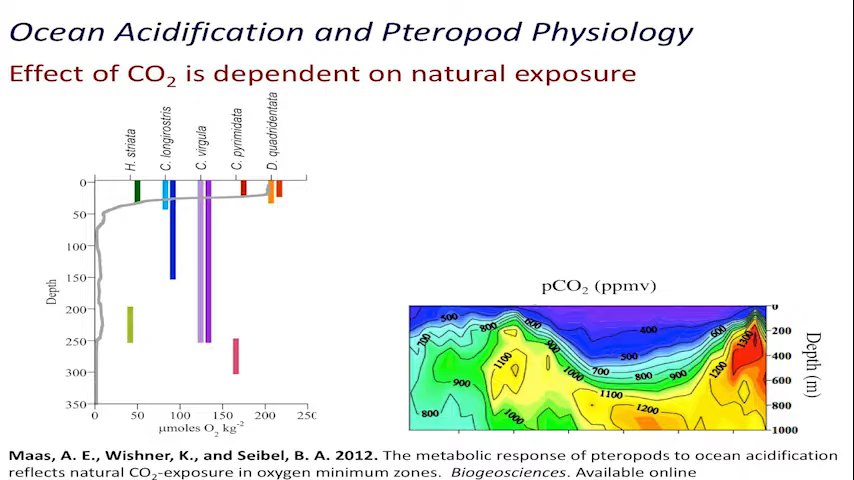 Ocean Acidification and Pteropod Physiology
Effect of CO₂ is dependent on natural exposure
H. striata
C. longirostris
C. virgula
C. pyrimidata
D. quadridentata
0
50
100
150
200
250
300
350
Depth
0 50 100 150 200 250
μmoles O₂ kg⁻²
pCO₂ (ppmv)
500
700
800
600
900
1100
900
1000
800
1000
400
500
700
800
900
600
1100
1200
1200
1300
0
200
400
600
800
1000
Depth (m)
Maas, A. E., Wishner, K., and Seibel, B. A. 2012. The metabolic response of pteropods to ocean acidification
reflects natural CO₂-exposure in oxygen minimum zones. Biogeosciences. Available online